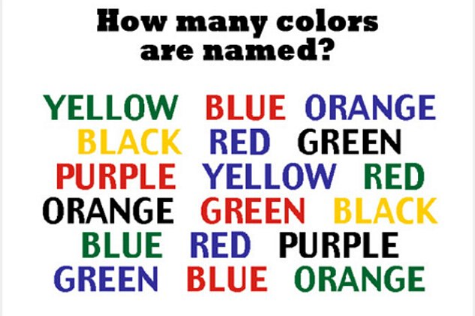 How many colors
are named?
YELLOW BLUE ORANGE
BLACK RED GREEN
PURPLE YELLOW RED
ORANGE GREEN BLACK
BLUE RED PURPLE
GREEN BLUE ORANGE